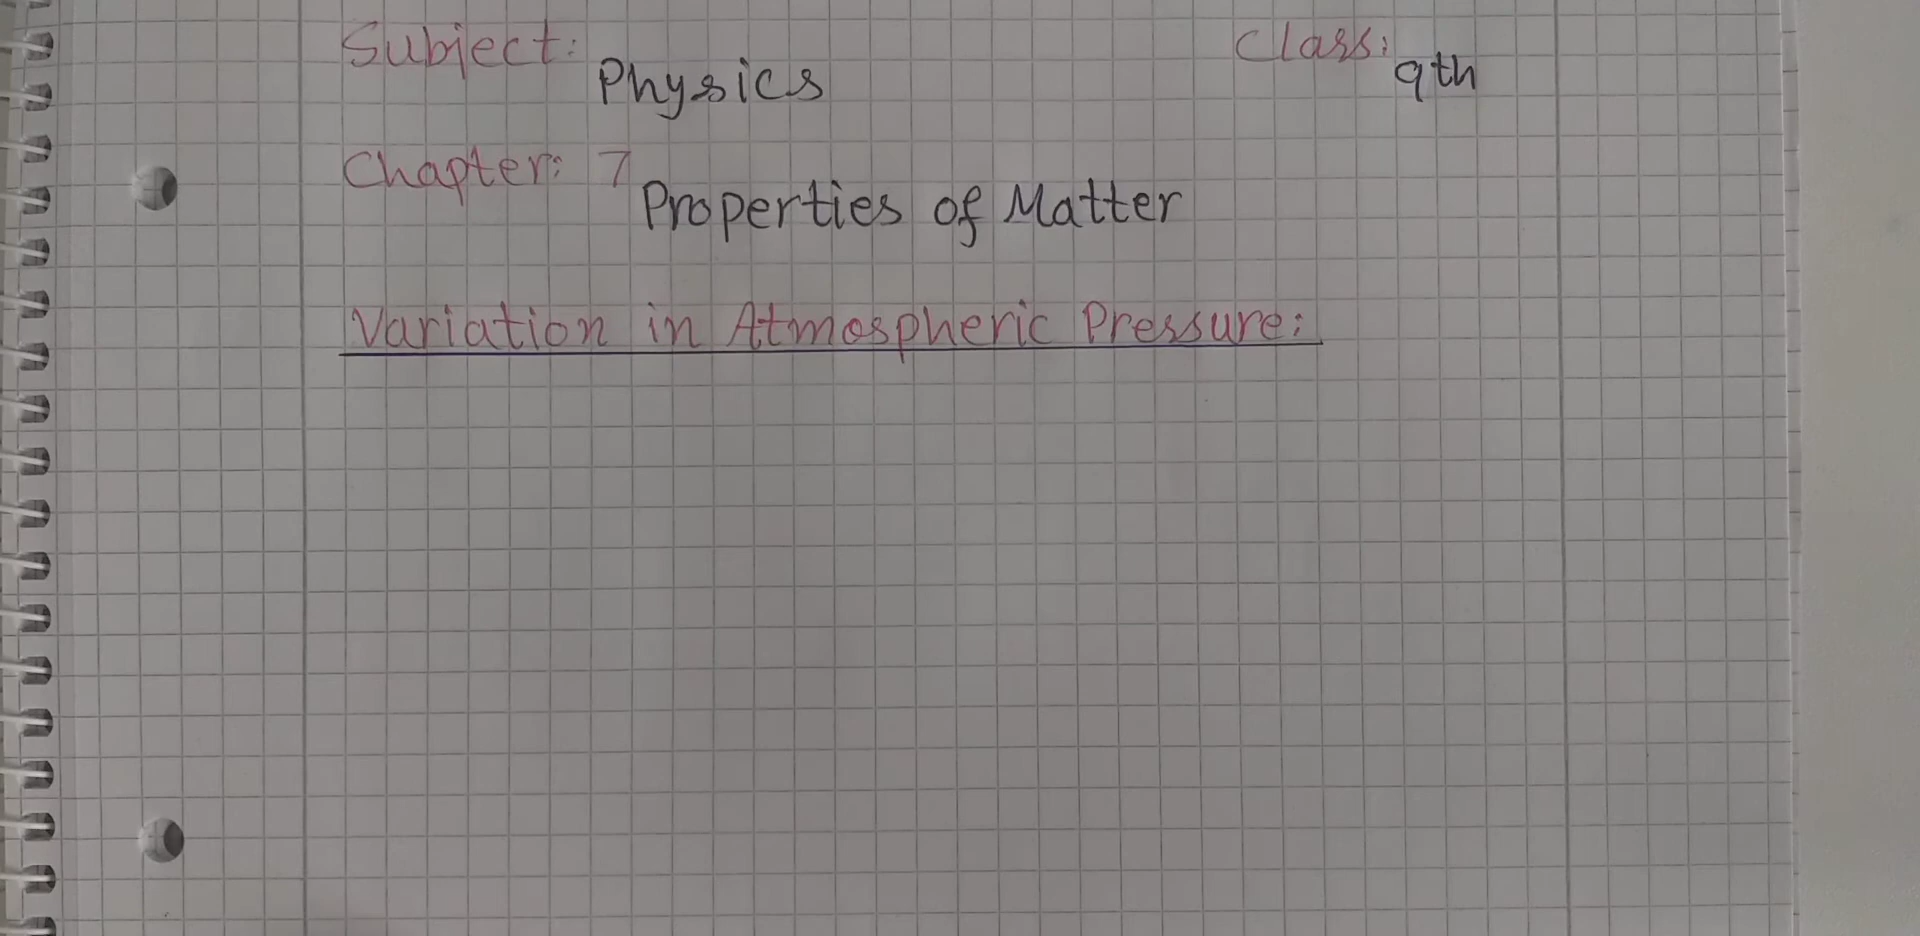 Subject: Physics Class: 9th
Chapter: 7 Properties of Matter
Variation in Atmospheric Pressure: